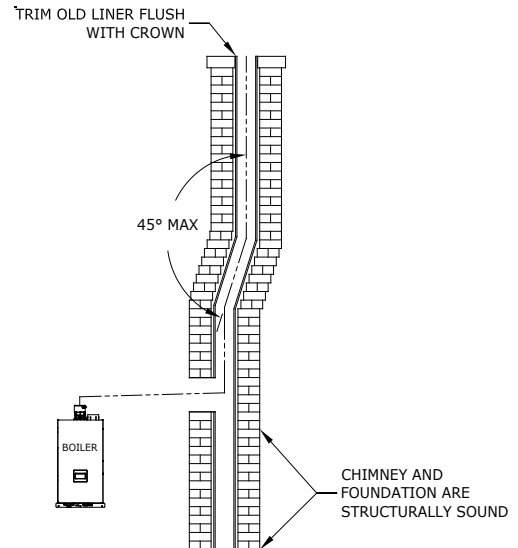 TRIM OLD LINER FLUSH
WITH CROWN
45° MAX
BOILER
CHIMNEY AND
FOUNDATION ARE
STRUCTURALLY SOUND